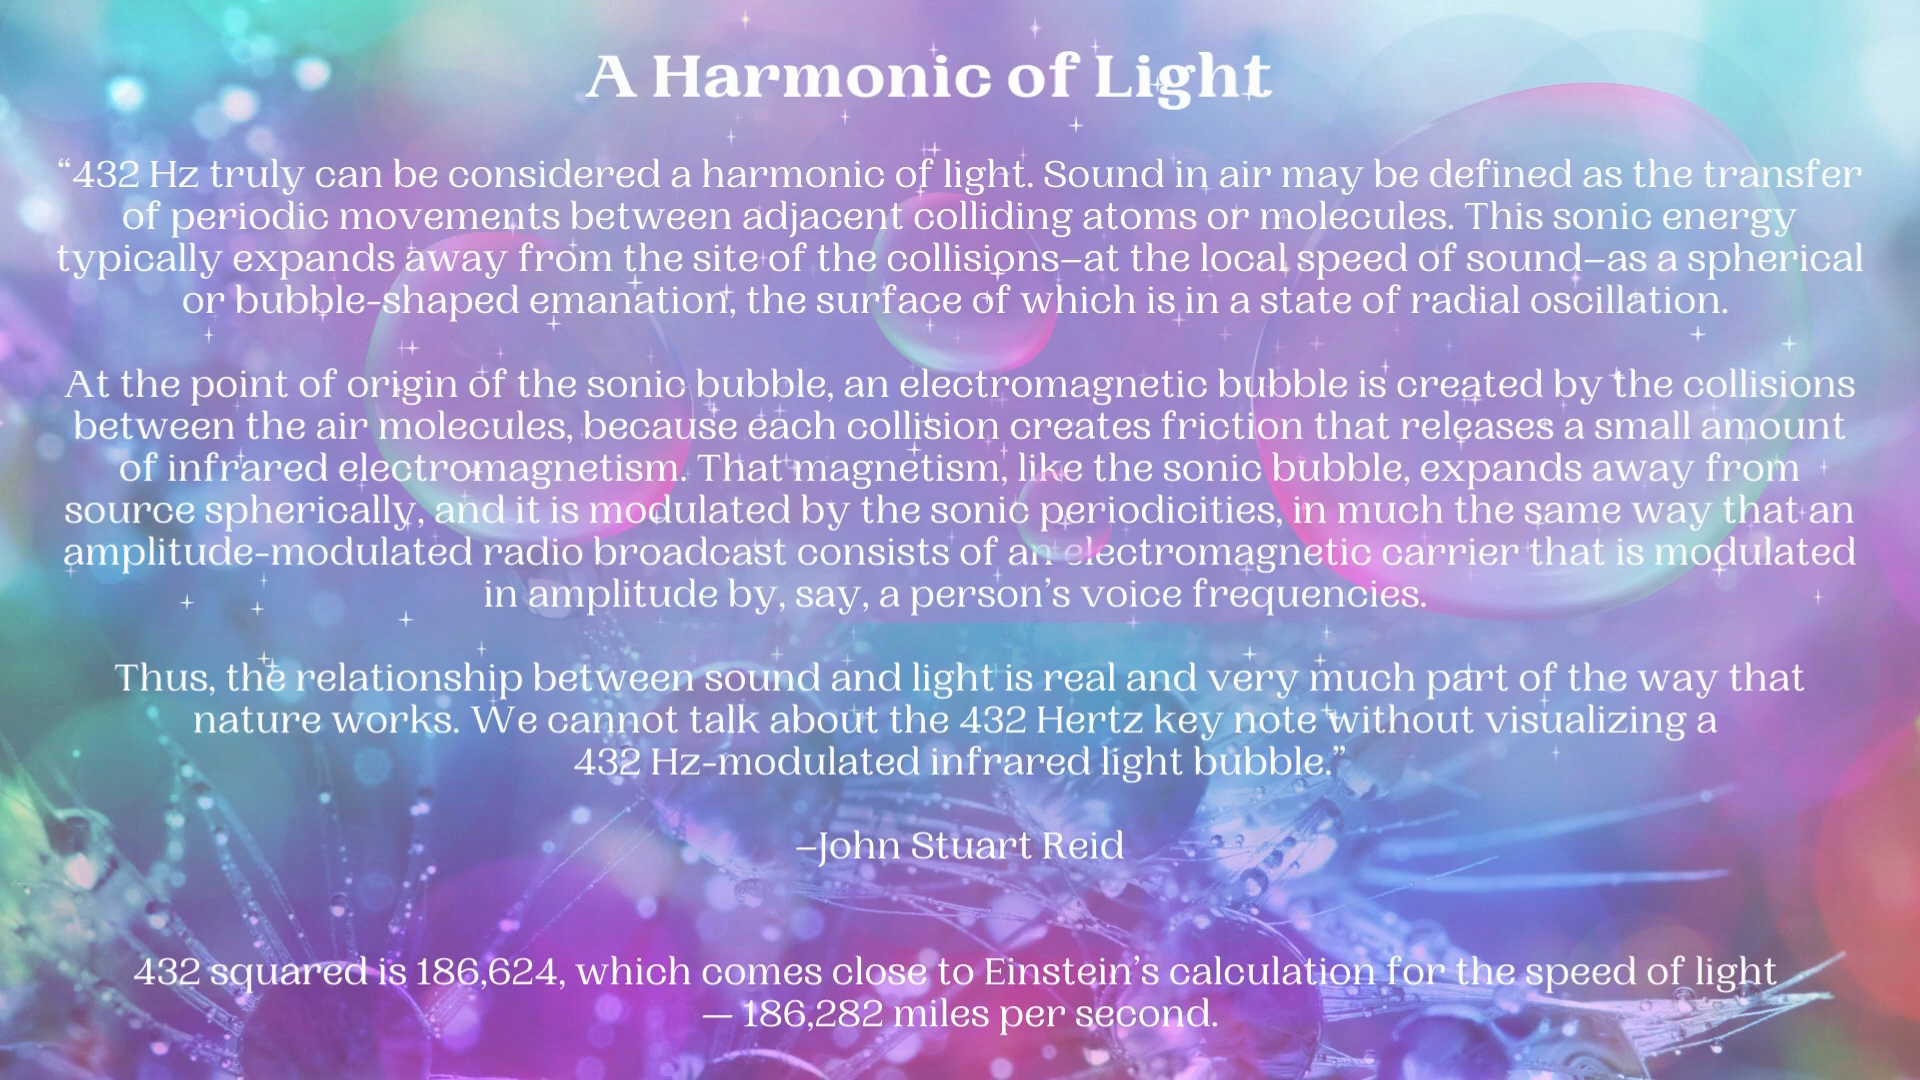 A Harmonic of Light
“432 Hz truly can be considered a harmonic of light. Sound in air may be defined as the transfer
of periodic movements between adjacent colliding atoms or molecules. This sonic energy
typically expands away from the site of the collisions—at the local speed of sound—as a spherical
or bubble-shaped emanation, the surface of which is in a state of radial oscillation.
At the point of origin of the sonic bubble, an electromagnetic bubble is created by the collisions
between the air molecules, because each collision creates friction that releases a small amount
of infrared electromagnetism. That magnetism, like the sonic bubble, expands away from
source spherically, and it is modulated by the sonic periodicities, in much the same way that an
amplitude-modulated radio broadcast consists of an electromagnetic carrier that is modulated
in amplitude by, say, a person’s voice frequencies.
Thus, the relationship between sound and light is real and very much part of the way that
nature works. We cannot talk about the 432 Hertz key note without visualizing a
432 Hz-modulated infrared light bubble.”
–John Stuart Reid
432 squared is 186,624, which comes close to Einstein’s calculation for the speed of light
— 186,282 miles per second.